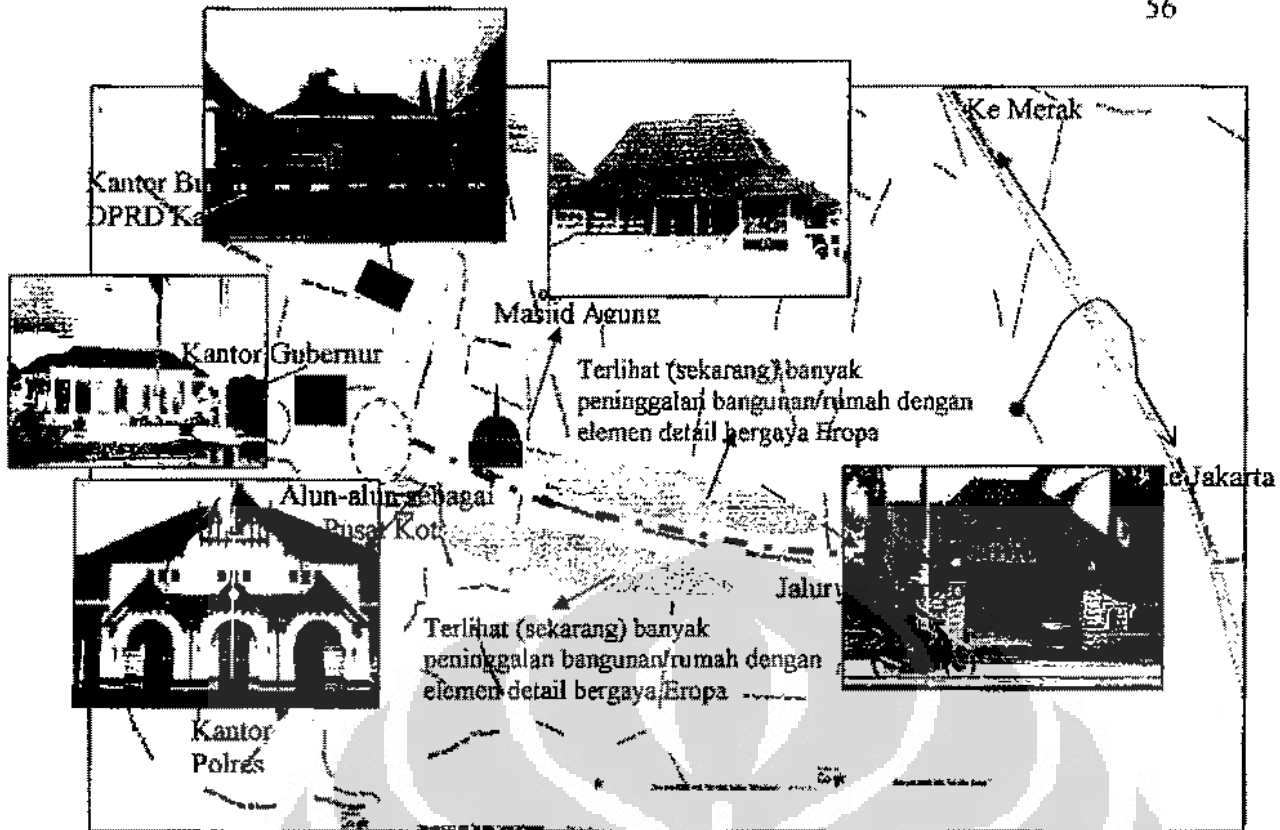 56
Ke Merak
Kantor Bu
DPRD Ka
Masjid Agung
Kantor Gubernur
Terlihat (sekarang) banyak
peninggalan bangunan/rumah dengan
elemen detail bergaya Eropa
Alun-alun sebagai
Pusat Kot
Ke Jakarta
Jalur
Terlihat (sekarang) banyak
peninggalan bangunan/rumah dengan
elemen detail bergaya Eropa
Kantor
Polres